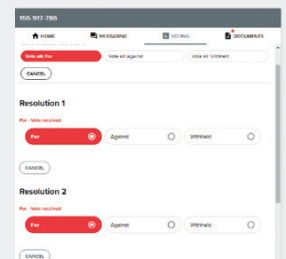 155-917-786
HOME MESSAGING VOTING DOCUMENTS
Vote all For Vote all Against Vote all Withheld
CANCEL
Resolution 1
For - Vote received
For Against Withheld
CANCEL
Resolution 2
For - Vote received
For Against Withheld
CANCEL